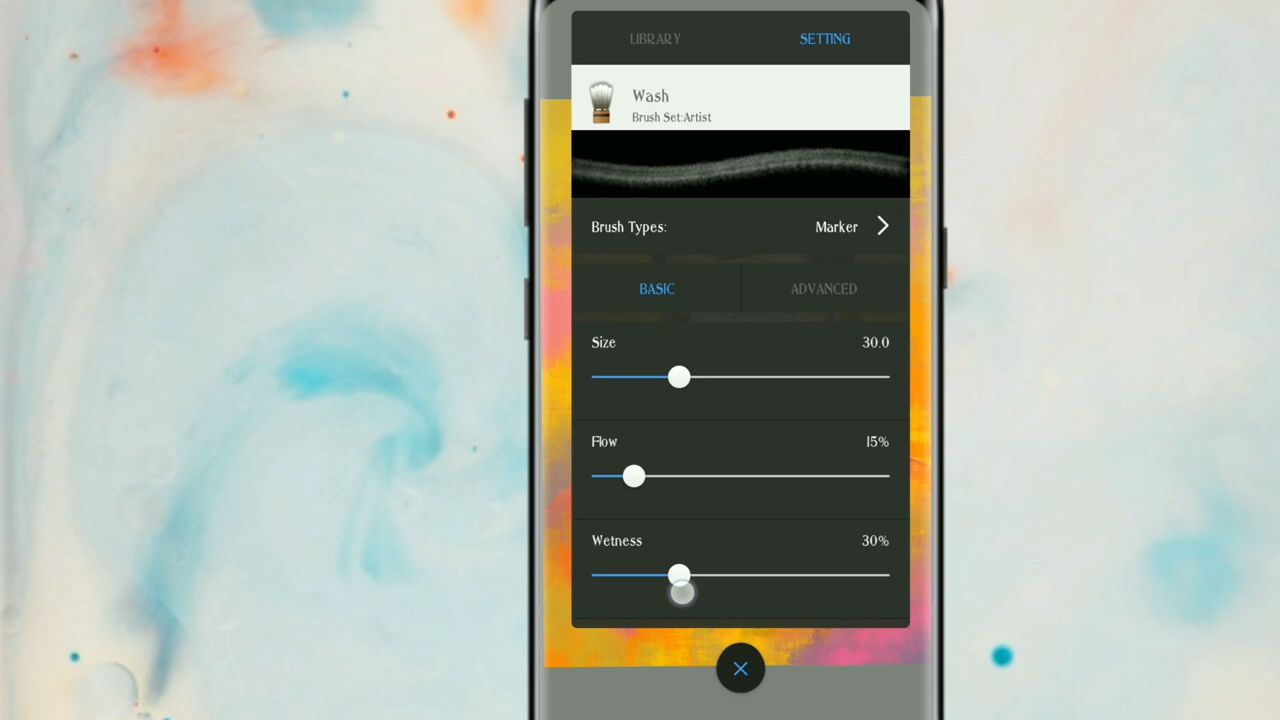 LIBRARY SETTING
Wash
Brush Set:Artist
Brush Types: Marker
BASIC ADVANCED
Size 30.0
Flow 15%
Wetness 30%